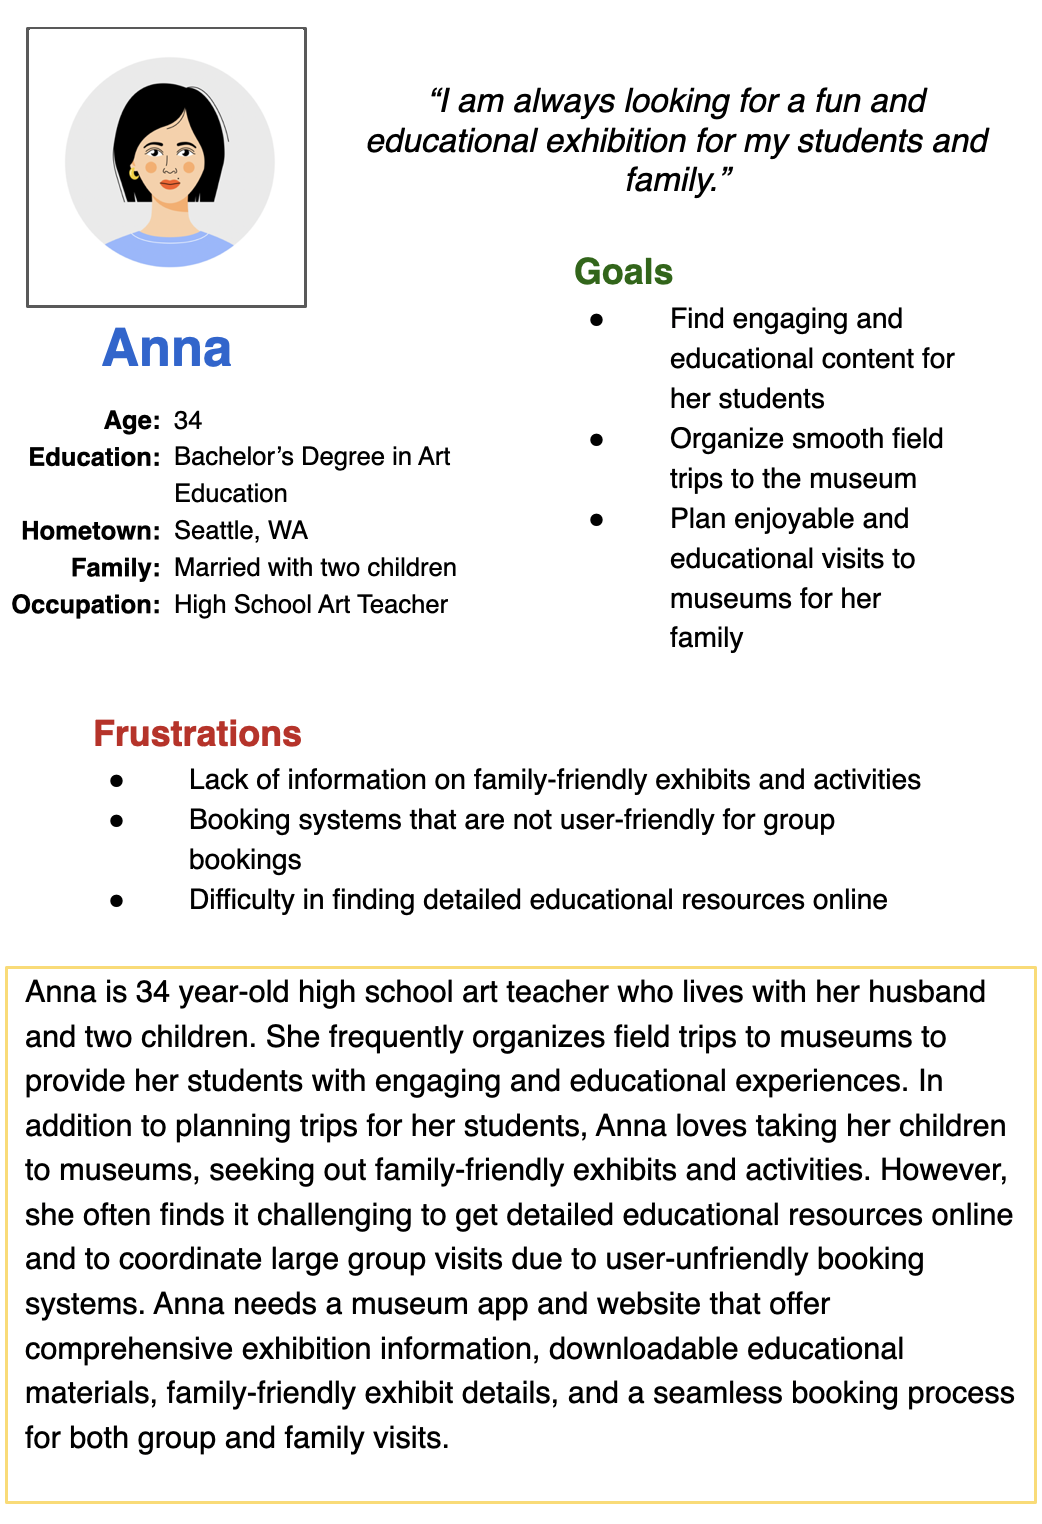 “I am always looking for a fun and
educational exhibition for my students and
family.”
Anna
Age: 34
Education: Bachelor’s Degree in Art
Education
Hometown: Seattle, WA
Family: Married with two children
Occupation: High School Art Teacher
Goals
● Find engaging and
educational content for
her students
● Organize smooth field
trips to the museum
● Plan enjoyable and
educational visits to
museums for her
family
Frustrations
● Lack of information on family-friendly exhibits and activities
● Booking systems that are not user-friendly for group
bookings
● Difficulty in finding detailed educational resources online
Anna is 34 year-old high school art teacher who lives with her husband
and two children. She frequently organizes field trips to museums to
provide her students with engaging and educational experiences. In
addition to planning trips for her students, Anna loves taking her children
to museums, seeking out family-friendly exhibits and activities. However,
she often finds it challenging to get detailed educational resources online
and to coordinate large group visits due to user-unfriendly booking
systems. Anna needs a museum app and website that offer
comprehensive exhibition information, downloadable educational
materials, family-friendly exhibit details, and a seamless booking process
for both group and family visits.